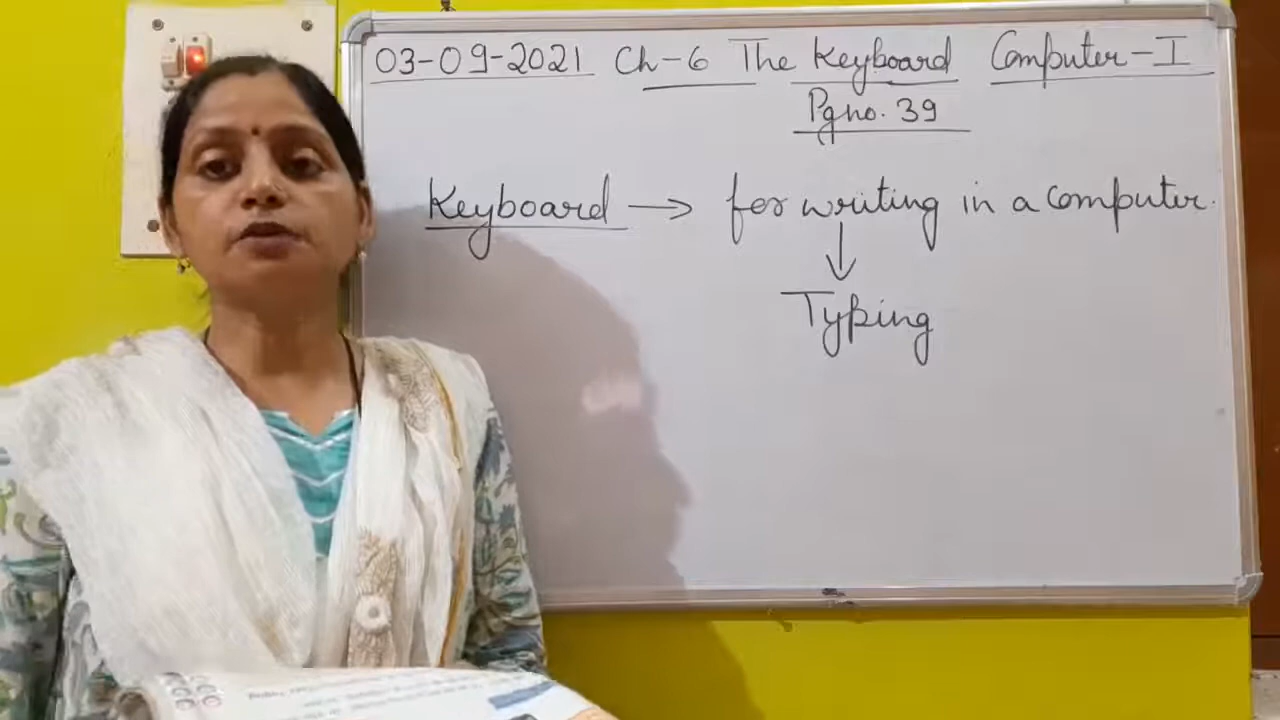 03-09-2021 Ch-6 The Keyboard Computer-I
Pg no. 39
Keyboard → for writing in a computer.
↓
Typing